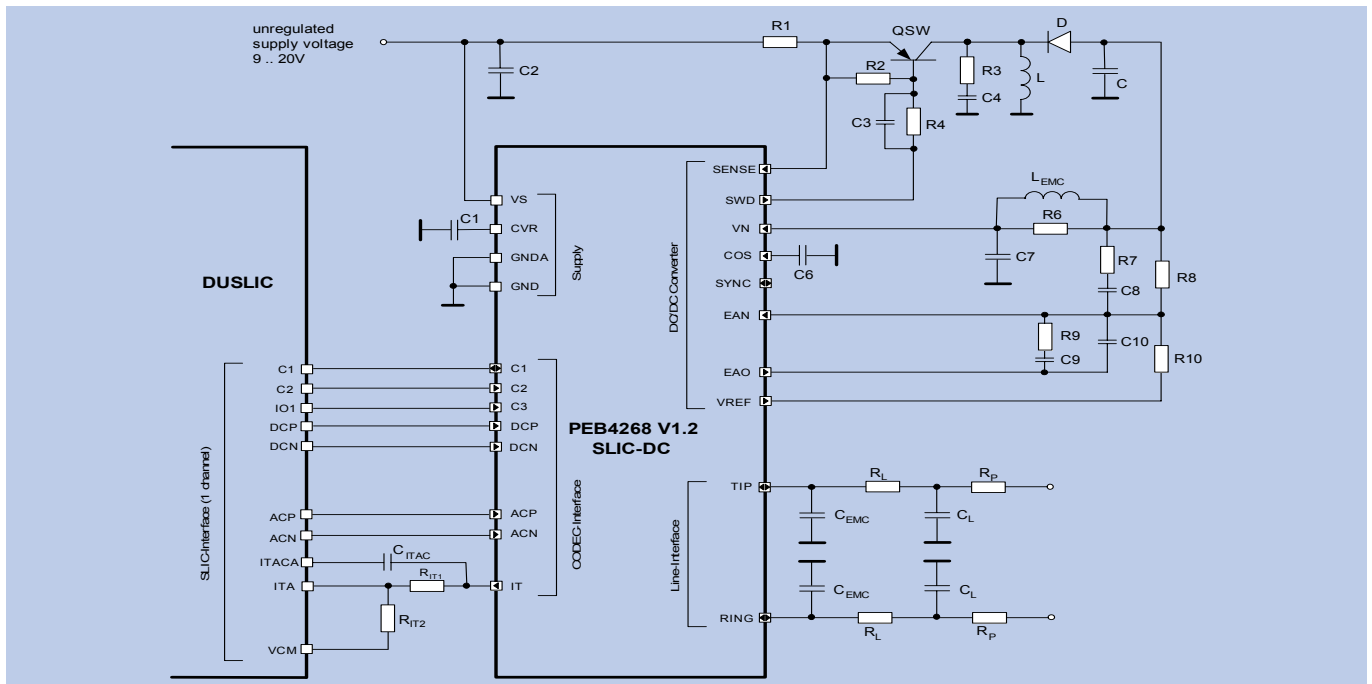 unregulated
supply voltage
9 .. 20V
R1
QSW
D
C2
R2
R3
L
C
C4
C3
R4
SENSE
SWD
VN
COS
SYNC
EAN
EAO
VREF
DC/DC Converter
LEMC
R6
C7
R7
C8
R8
R9
C9
C10
R10
C6
C1
VS
CVR
GNDA
GND
Supply
DUSLIC
SLIC-Interface (1 channel)
C1
C2
IO1
DCP
DCN
ACP
ACN
ITACA
ITA
VCM
CITAC
RIT1
RIT2
C1
C2
C3
DCP
DCN
ACP
ACN
IT
CODEC-Interface
PEB4268 V1.2
SLIC-DC
Line-Interface
TIP
RING
RL
RP
CEMC
CL
CEMC
CL
RL
RP